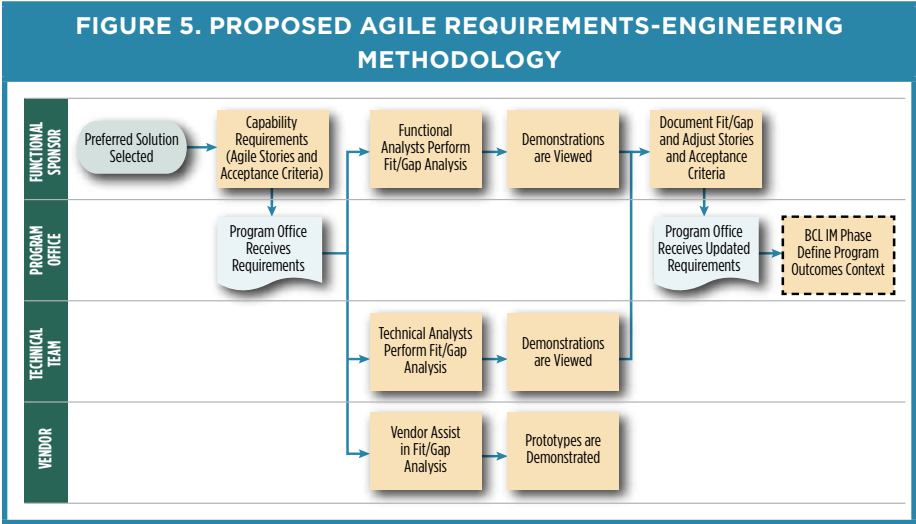 FIGURE 5. PROPOSED AGILE REQUIREMENTS-ENGINEERING
METHODOLOGY
FUNCTIONAL
SPONSOR
Preferred Solution
Selected
Capability
Requirements
(Agile Stories and
Acceptance Criteria)
Functional
Analysts Perform
Fit/Gap Analysis
Demonstrations
are Viewed
Document Fit/Gap
and Adjust Stories
and Acceptance
Criteria
PROGRAM
OFFICE
Program Office
Receives
Requirements
Program Office
Receives Updated
Requirements
BCL IM Phase
Define Program
Outcomes Context
TECHNICAL
TEAM
Technical Analysts
Perform Fit/Gap
Analysis
Demonstrations
are Viewed
VENDOR
Vendor Assist
in Fit/Gap
Analysis
Prototypes are
Demonstrated